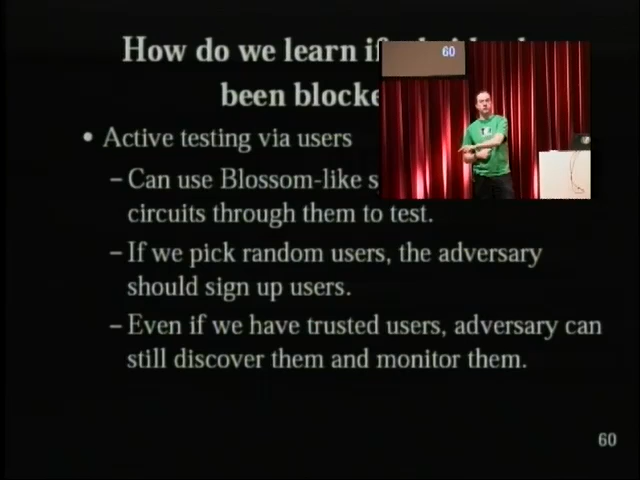 How do we learn if
60
been blocke
• Active testing via users
– Can use Blossom-like s
circuits through them to test.
– If we pick random users, the adversary
should sign up users.
– Even if we have trusted users, adversary can
still discover them and monitor them.
60